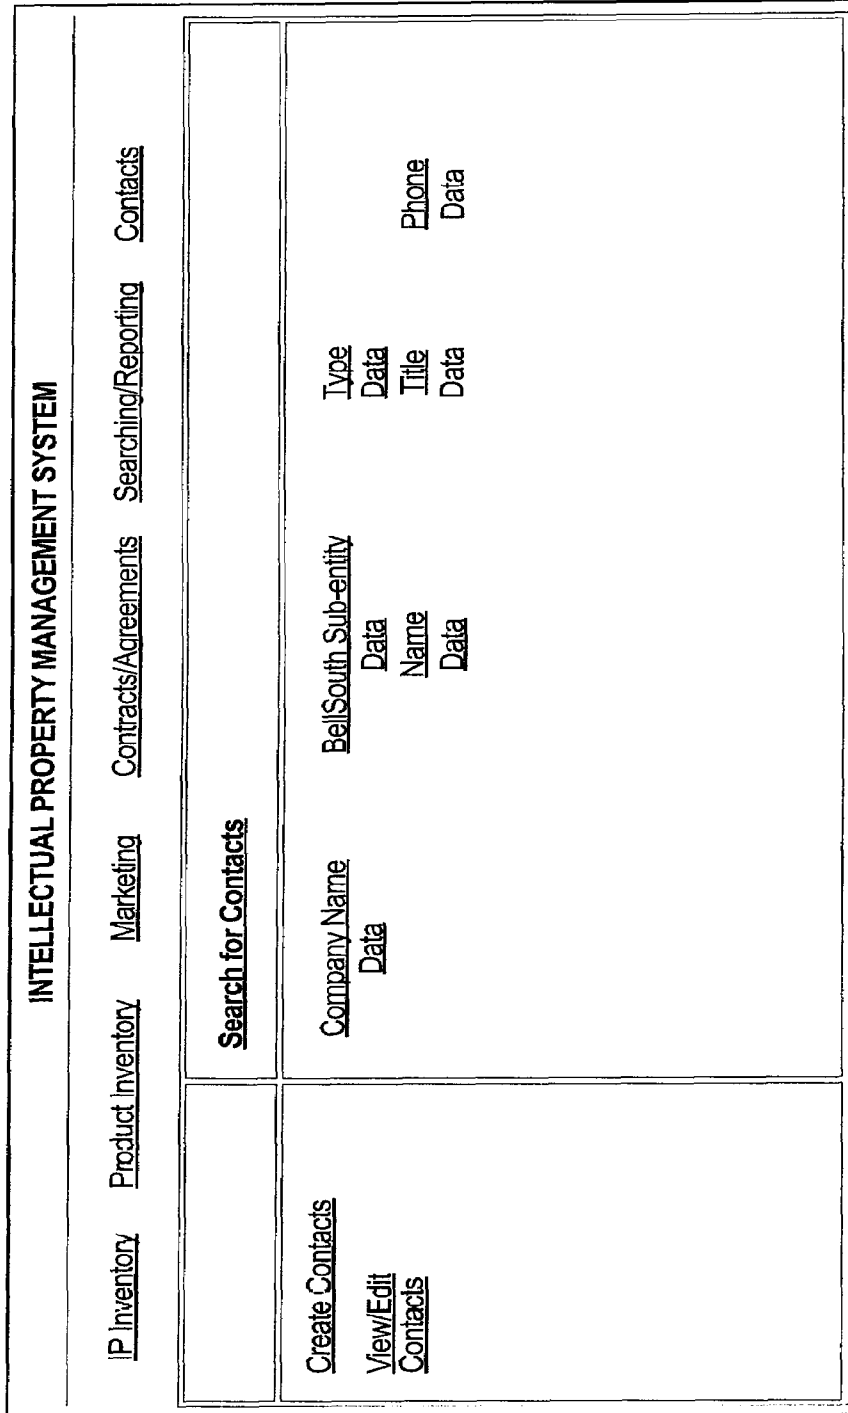 INTELLECTUAL PROPERTY MANAGEMENT SYSTEM
IP Inventory Product Inventory Marketing Contracts/Agreements Searching/Reporting Contacts
Search for Contacts
Create Contacts
View/Edit
Contacts
Company Name BellSouth Sub-entity Type
Data Data Data
Name Title Phone
Data Data Data